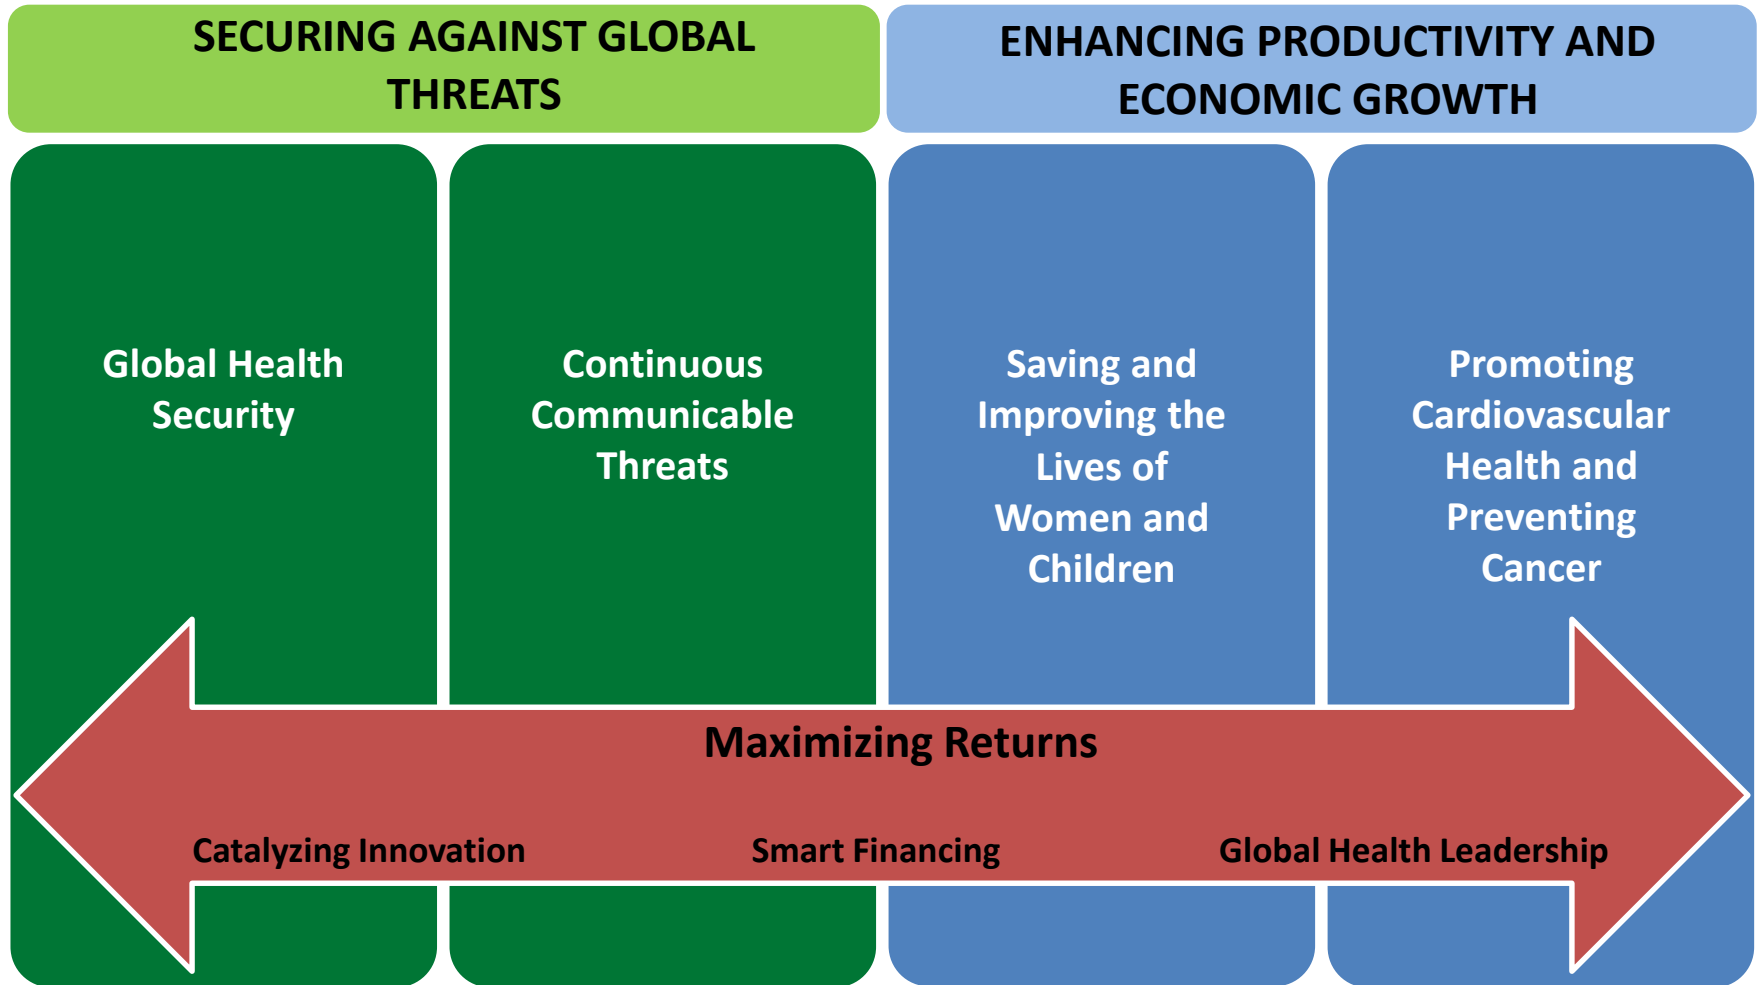 SECURING AGAINST GLOBAL
THREATS
ENHANCING PRODUCTIVITY AND
ECONOMIC GROWTH
Global Health
Security
Continuous
Communicable
Threats
Saving and
Improving the
Lives of
Women and
Children
Promoting
Cardiovascular
Health and
Preventing
Cancer
Maximizing Returns
Catalyzing Innovation
Smart Financing
Global Health Leadership